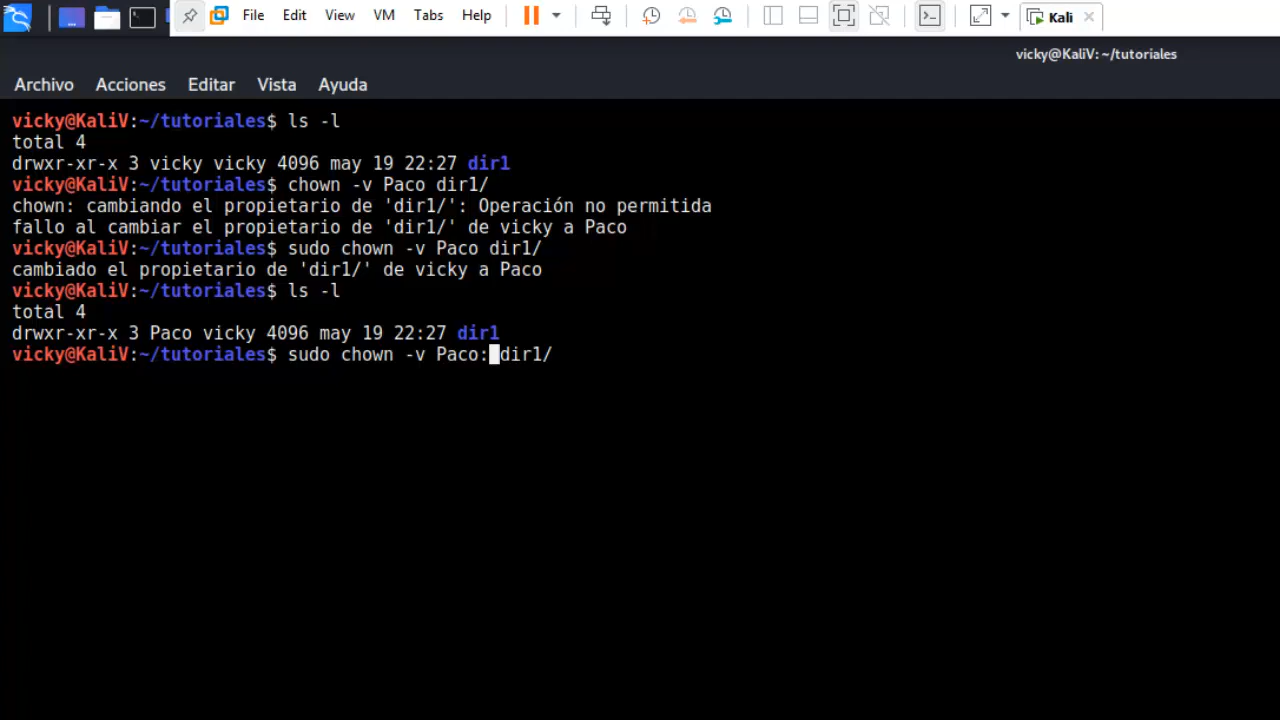 File Edit View VM Tabs Help Kali
vicky@KaliV: ~/tutoriales
Archivo Acciones Editar Vista Ayuda
vicky@KaliV:~/tutoriales$ ls -l
total 4
drwxr-xr-x 3 vicky vicky 4096 may 19 22:27 dir1
vicky@KaliV:~/tutoriales$ chown -v Paco dir1/
chown: cambiando el propietario de 'dir1/': Operación no permitida
fallo al cambiar el propietario de 'dir1/' de vicky a Paco
vicky@KaliV:~/tutoriales$ sudo chown -v Paco dir1/
cambiado el propietario de 'dir1/' de vicky a Paco
vicky@KaliV:~/tutoriales$ ls -l
total 4
drwxr-xr-x 3 Paco vicky 4096 may 19 22:27 dir1
vicky@KaliV:~/tutoriales$ sudo chown -v Paco: dir1/